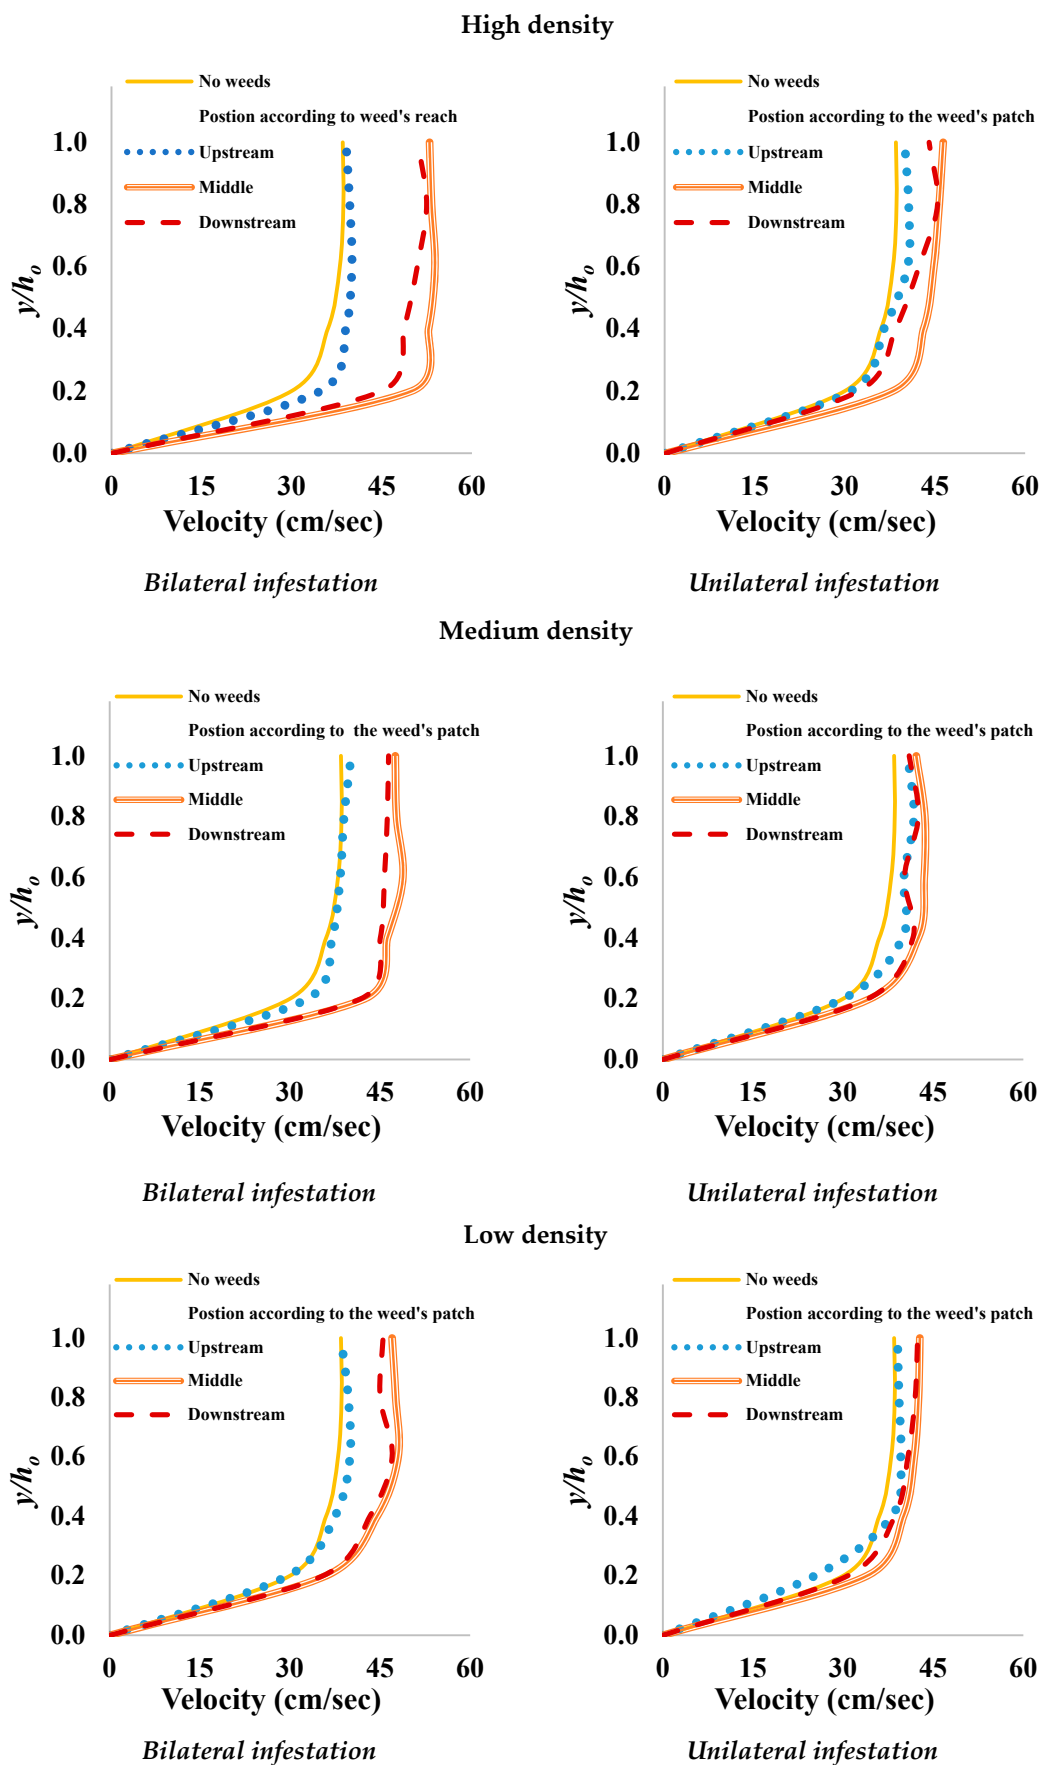 High density
No weeds
Postion according to weed's reach
Upstream
Middle
Downstream
1.0
0.8
0.6
0.4
0.2
0.0
y/ho
0 15 30 45 60
Velocity (cm/sec)
Bilateral infestation
No weeds
Postion according to the weed's patch
Upstream
Middle
Downstream
1.0
0.8
0.6
0.4
0.2
0.0
y/ho
0 15 30 45 60
Velocity (cm/sec)
Unilateral infestation
Medium density
No weeds
Postion according to the weed's patch
Upstream
Middle
Downstream
1.0
0.8
0.6
0.4
0.2
0.0
y/ho
0 15 30 45 60
Velocity (cm/sec)
Bilateral infestation
No weeds
Postion according to the weed's patch
Upstream
Middle
Downstream
1.0
0.8
0.6
0.4
0.2
0.0
y/ho
0 15 30 45 60
Velocity (cm/sec)
Unilateral infestation
Low density
No weeds
Postion according to the weed's patch
Upstream
Middle
Downstream
1.0
0.8
0.6
0.4
0.2
0.0
y/ho
0 15 30 45 60
Velocity (cm/sec)
Bilateral infestation
No weeds
Postion according to the weed's patch
Upstream
Middle
Downstream
1.0
0.8
0.6
0.4
0.2
0.0
y/ho
0 15 30 45 60
Velocity (cm/sec)
Unilateral infestation